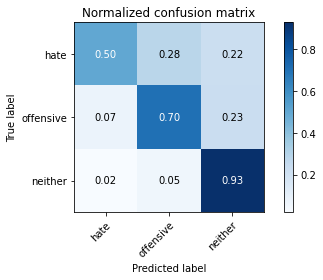 Normalized confusion matrix
hate 0.50 0.28 0.22
offensive 0.07 0.70 0.23
neither 0.02 0.05 0.93
True label
hate offensive neither
Predicted label
0.8
0.6
0.4
0.2